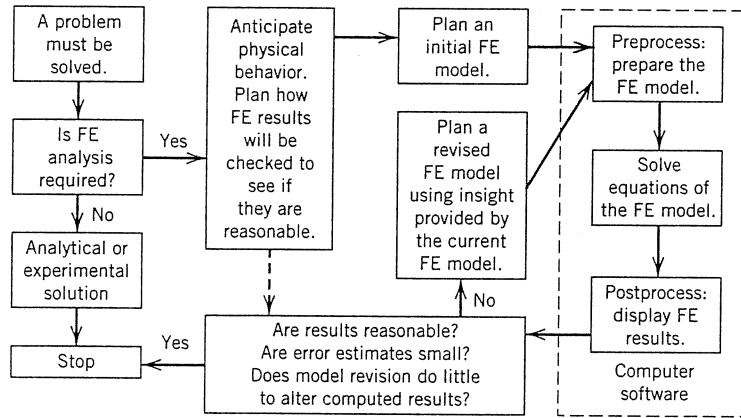 A problem
must be
solved.
Is FE
analysis
required?
Yes
No
Analytical or
experimental
solution
Stop
Anticipate
physical
behavior.
Plan how
FE results
will be
checked to
see if
they are
reasonable.
Plan an
initial FE
model.
Plan a
revised
FE model
using insight
provided by
the current
FE model.
No
Preprocess:
prepare the
FE model.
Solve
equations of
the FE model.
Postprocess:
display FE
results.
Computer
software
Are results reasonable?
Are error estimates small?
Does model revision do little
to alter computed results?
Yes